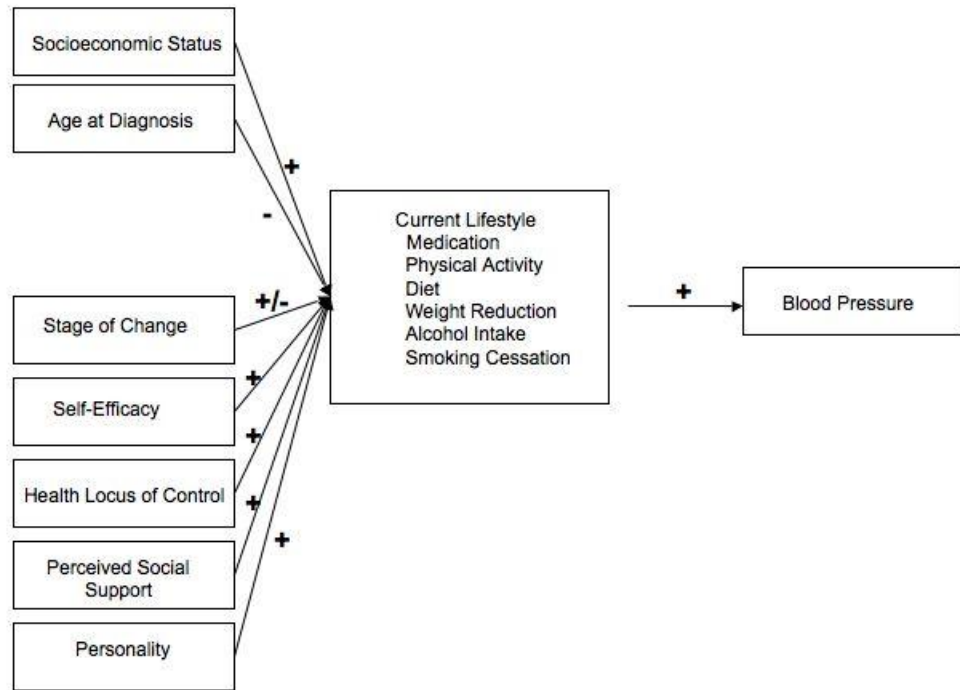 Socioeconomic Status
Age at Diagnosis
+
-
Current Lifestyle
Medication
Physical Activity
Diet
Weight Reduction
Alcohol Intake
Smoking Cessation
+
Blood Pressure
+/-
Stage of Change
+
Self-Efficacy
+
Health Locus of Control
+
Perceived Social
Support
+
Personality